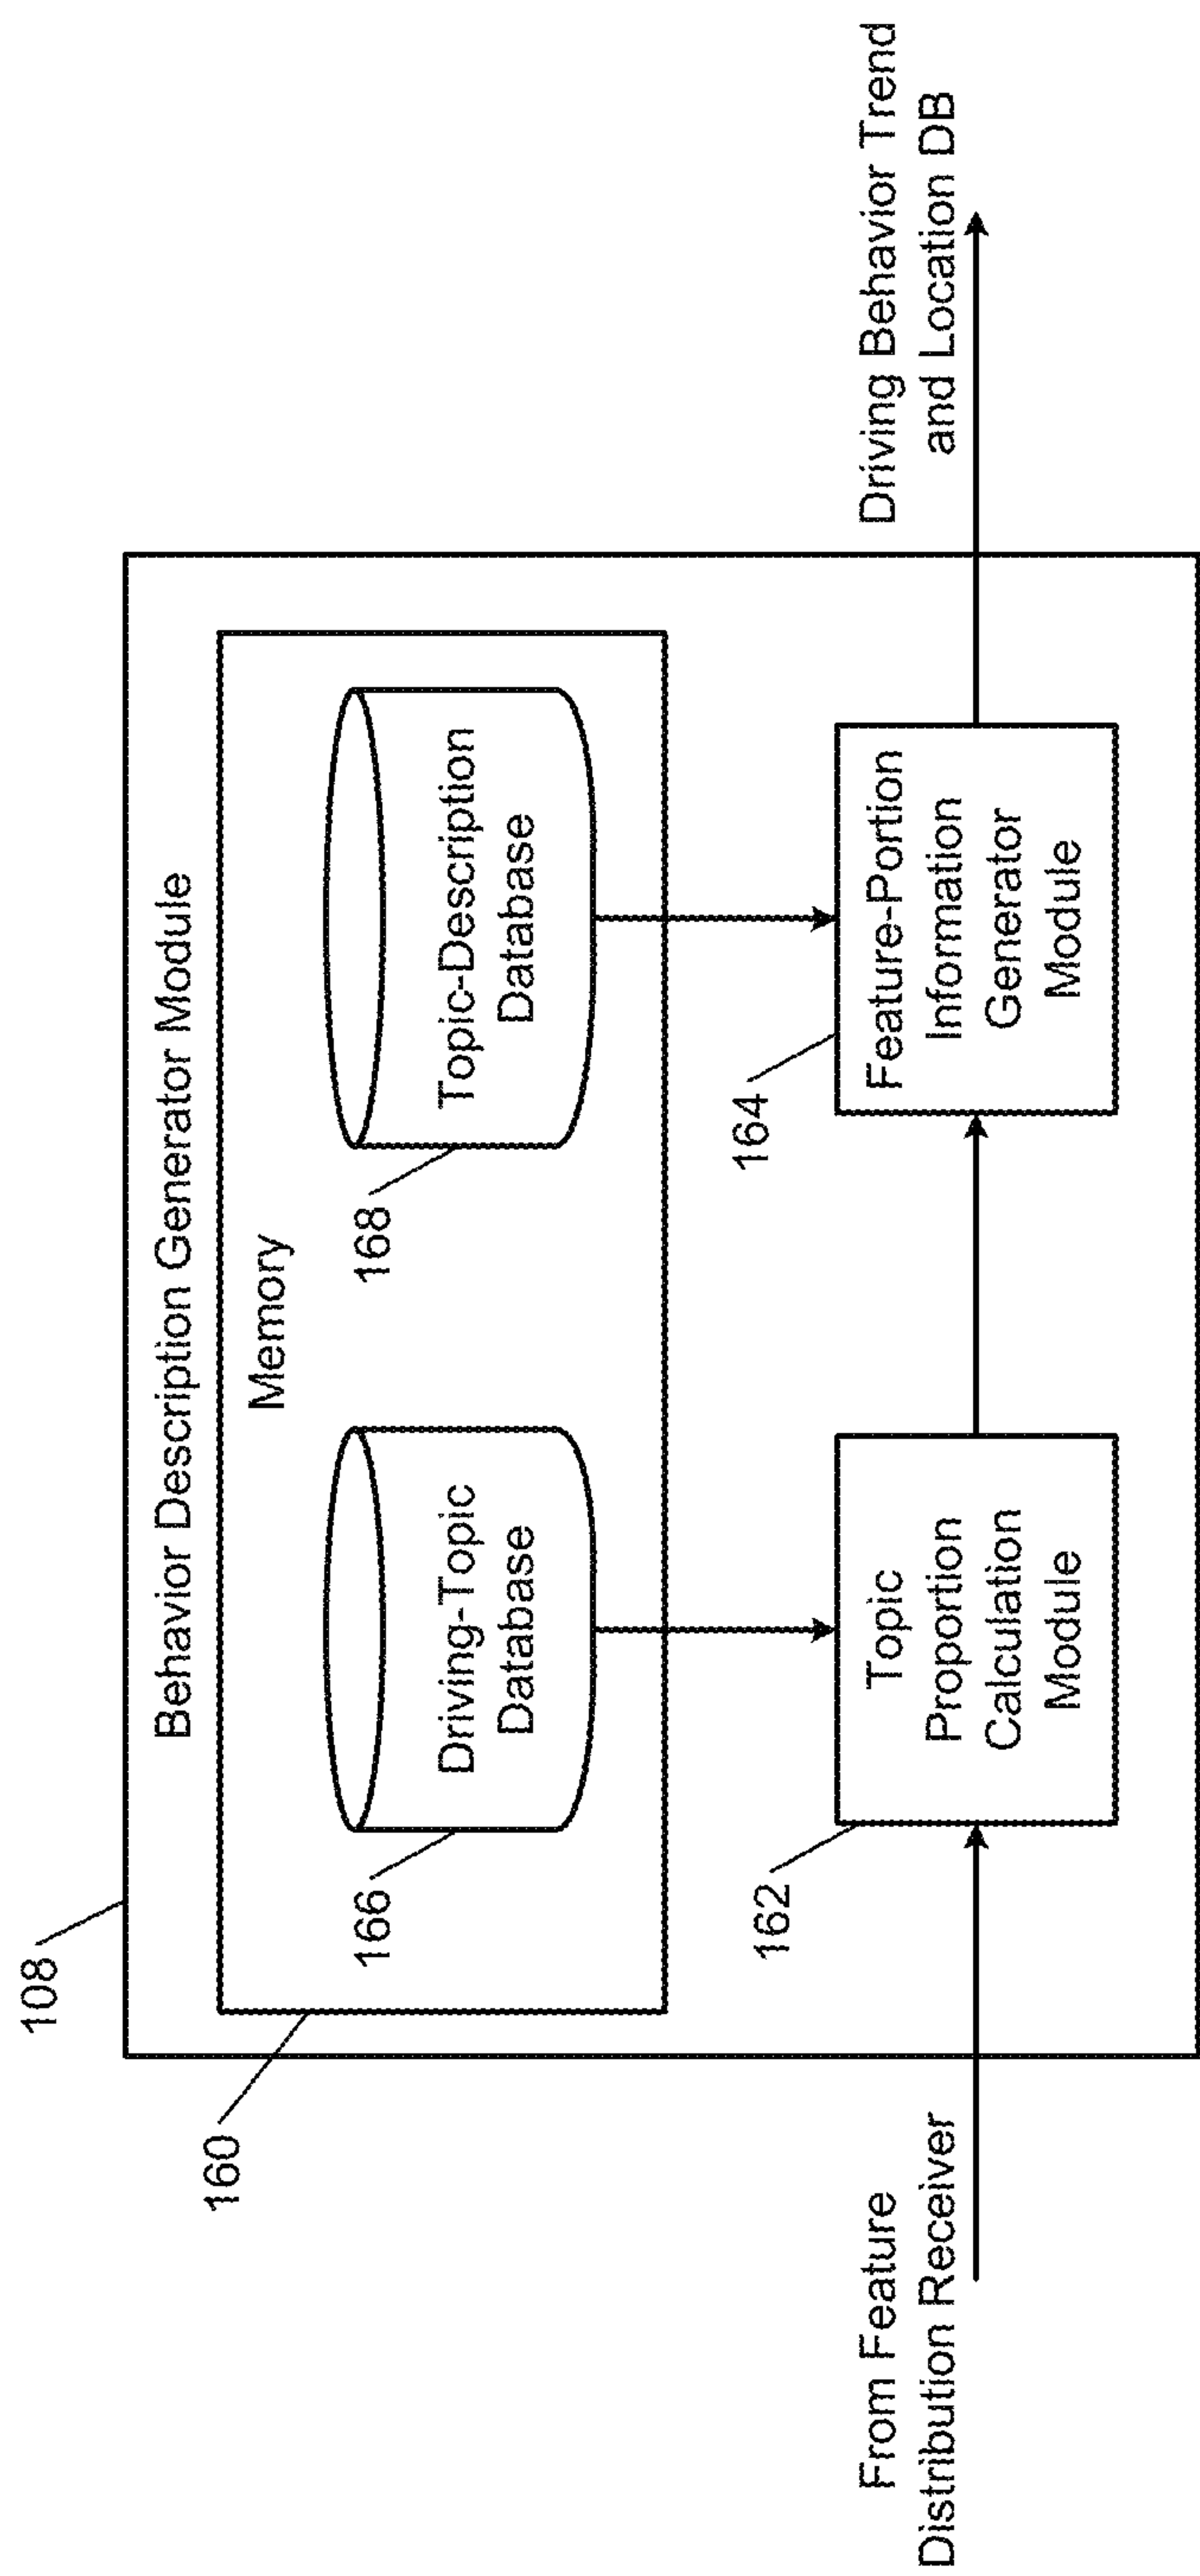 108
Behavior Description Generator Module
160
Memory
166
Driving-Topic
Database
168
Topic-Description
Database
From Feature
Distribution Receiver
162
Topic
Proportion
Calculation
Module
164
Feature-Portion
Information
Generator
Module
Driving Behavior Trend
and Location DB